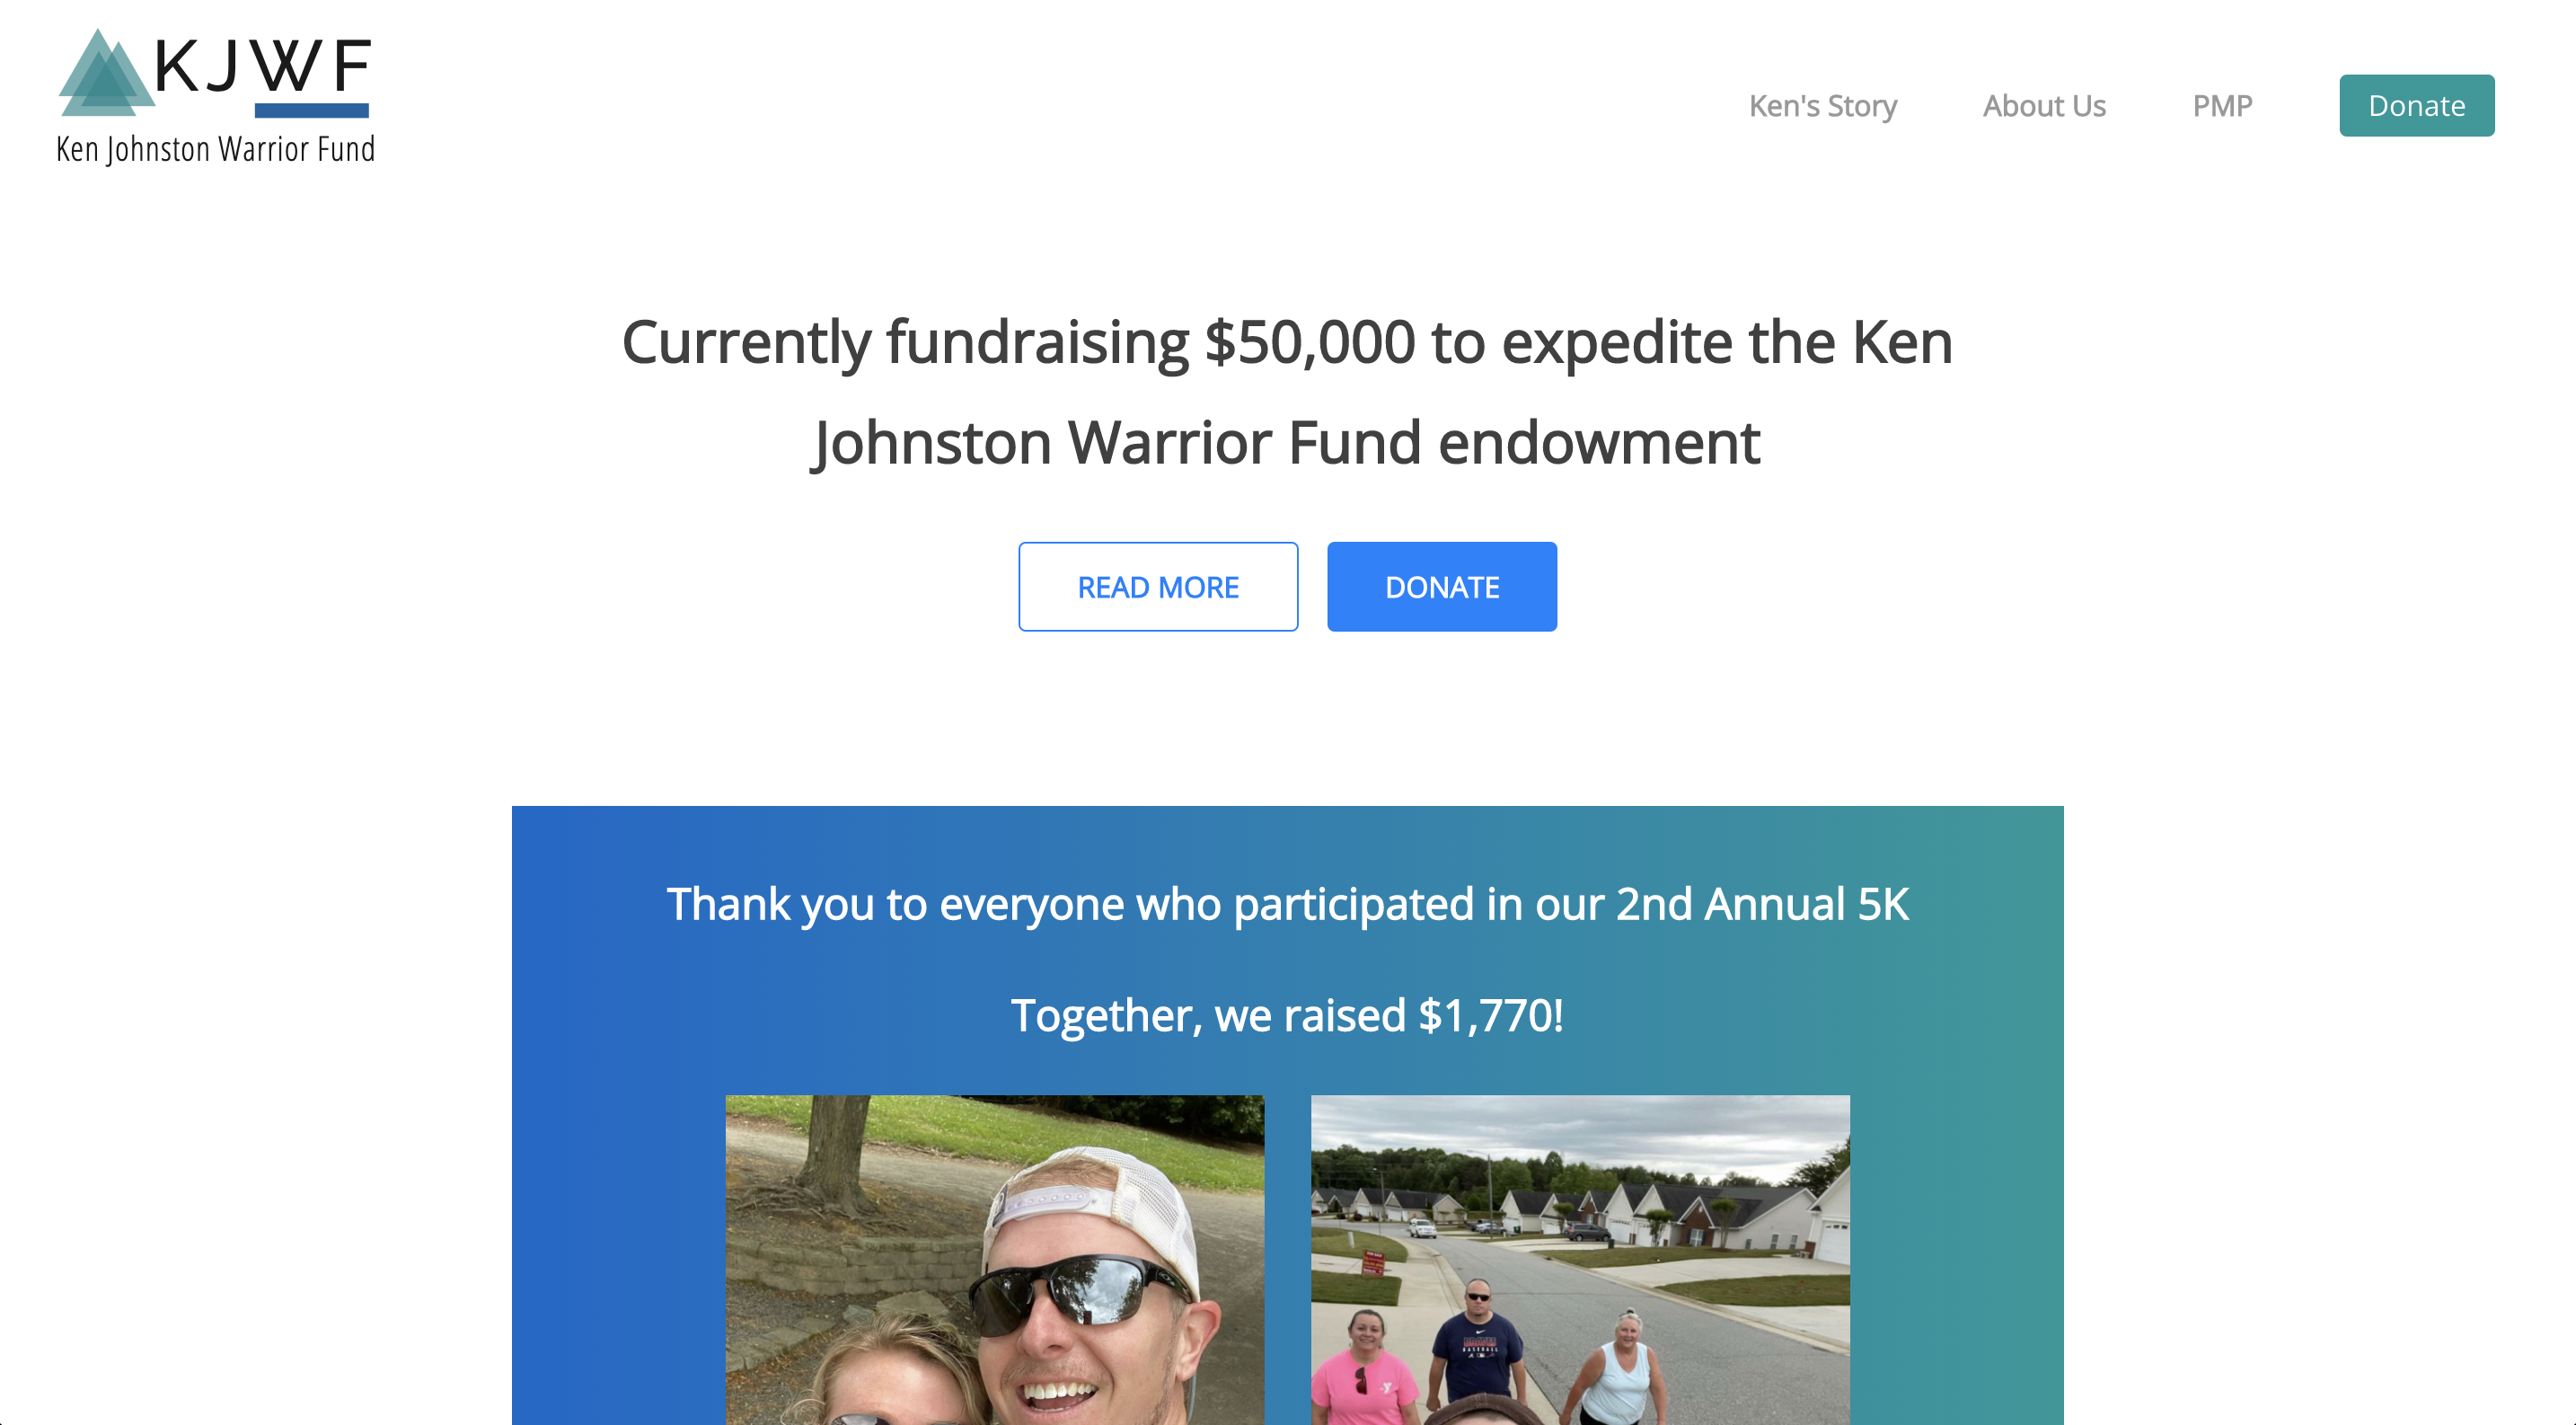 KJWF
Ken Johnston Warrior Fund
Ken's Story
About Us
PMP
Donate
Currently fundraising $50,000 to expedite the Ken
Johnston Warrior Fund endowment
READ MORE
DONATE
Thank you to everyone who participated in our 2nd Annual 5K
Together, we raised $1,770!
BASEBALL